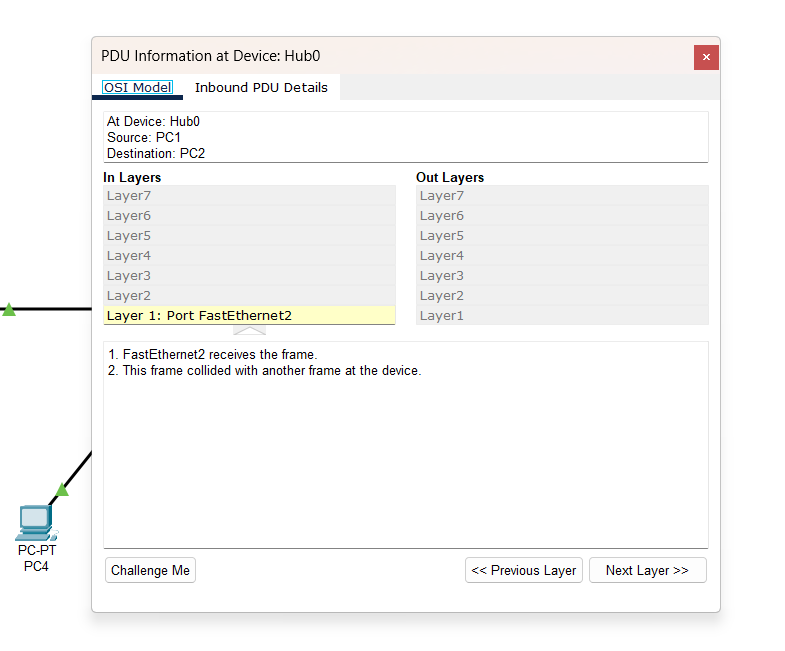 PDU Information at Device: Hub0
OSI Model
Inbound PDU Details
At Device: Hub0
Source: PC1
Destination: PC2
In Layers
Layer7
Layer6
Layer5
Layer4
Layer3
Layer2
Layer 1: Port FastEthernet2
Out Layers
Layer7
Layer6
Layer5
Layer4
Layer3
Layer2
Layer1
1. FastEthernet2 receives the frame.
2. This frame collided with another frame at the device.
Challenge Me
<< Previous Layer
Next Layer >>
PC-PT
PC4